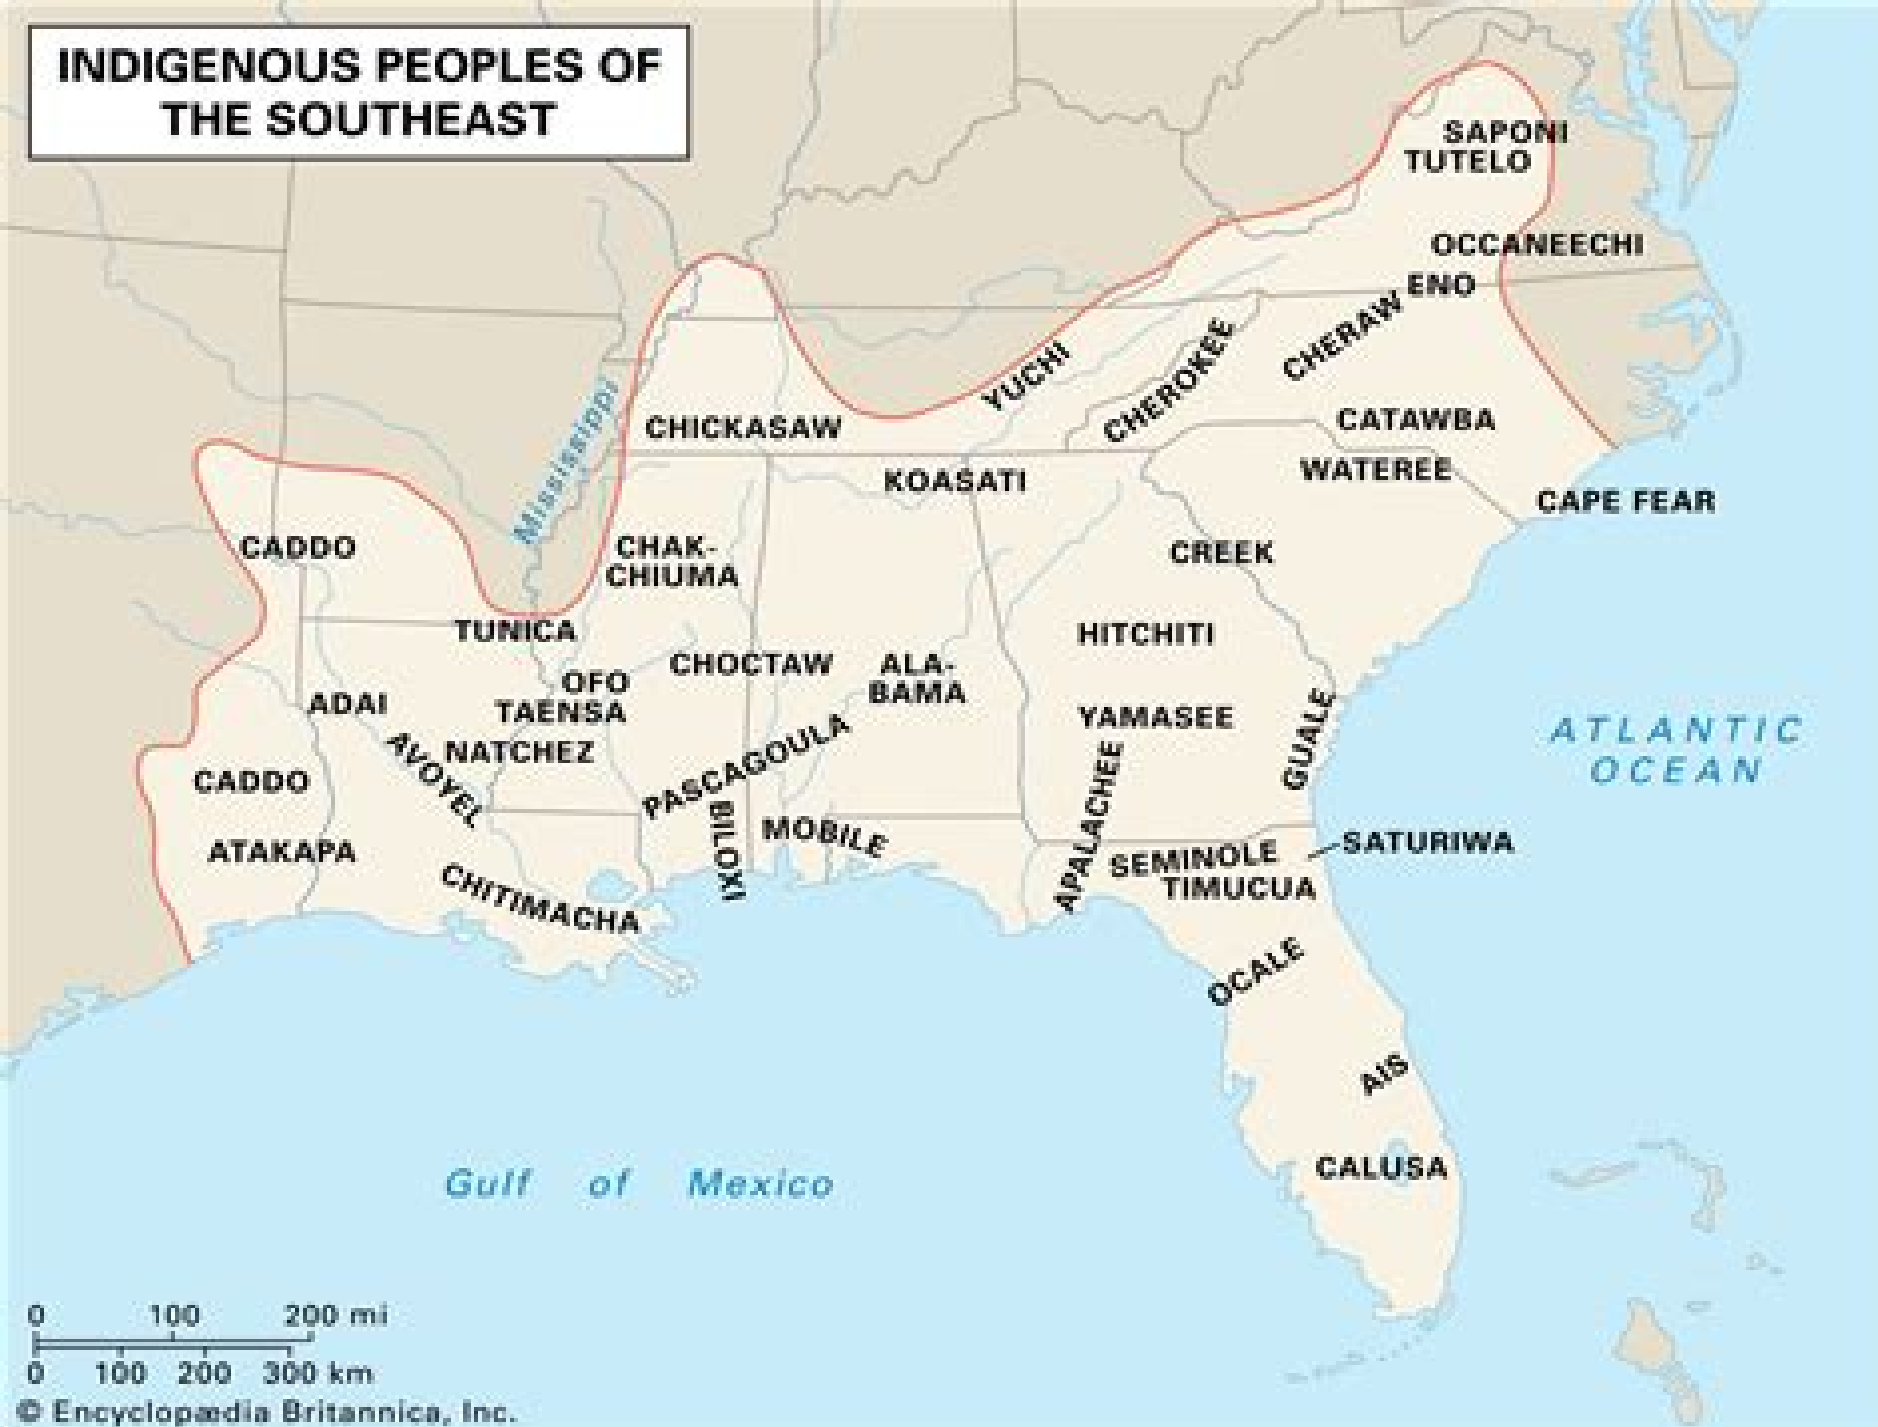 INDIGENOUS PEOPLES OF
THE SOUTHEAST
SAPONI
TUTELO
OCCANEECHI
ENO
CHERAW
CHEROKEE
YUCHI
Mississippi
CHICKASAW
CATAWBA
WATEREE
KOASATI
CAPE FEAR
CADDO
CHAK-
CHIUMA
CREEK
TUNICA
HITCHITI
CHOCTAW
ALA-
BAMA
OFO
TAENSA
ADAI
YAMASEE
GUALE
ATLANTIC
OCEAN
AVOYEL
NATCHEZ
PASCAGOULA
APALACHEE
CADDO
BILOXI
MOBILE
ATAKAPA
SEMINOLE
SATURIWA
TIMUCUA
CHITIMACHA
OCALE
AIS
CALUSA
Gulf of Mexico
0 100 200 mi
0 100 200 300 km
© Encyclopædia Britannica, Inc.